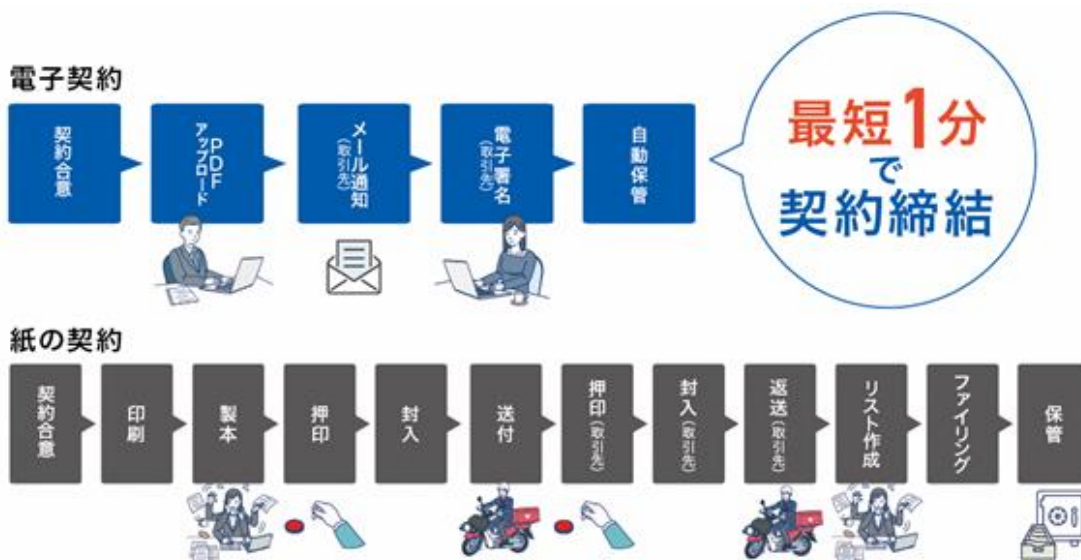 電子契約
契約合意
PDF
アップロード
メール通知
(取引先)
電子署名
(取引先)
自動保管
最短1分
で
契約締結
紙の契約
契約合意
印刷
製本
押印
封入
送付
押印(取引先)
封入(取引先)
返送(取引先)
リスト作成
ファイリング
保管